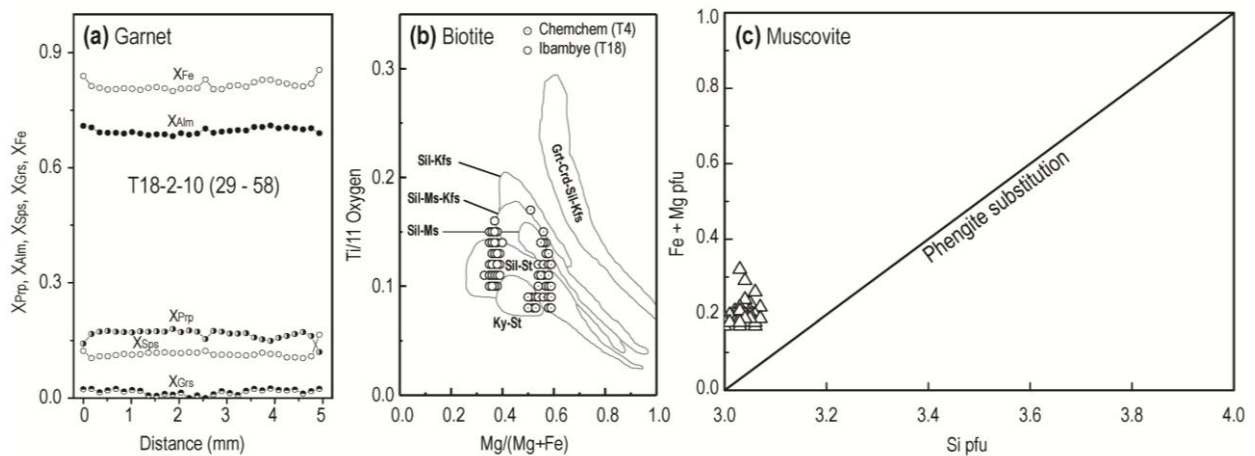 (a) Garnet
0.9
0.6
0.3
0.0
XPrp, XAlm, XSps, XGrs, XFe
XFe
XAlm
T18-2-10 (29 - 58)
XPrp
XSps
XGrs
0 1 2 3 4 5
Distance (mm)
(b) Biotite
Chemchem (T4)
Ibambye (T18)
0.3
0.2
0.1
0.0
Ti/11 Oxygen
Sil-Kfs
Sil-Ms-Kfs
Sil-Ms
Sil-St
Ky-St
Grt-Crd-Sil-Kfs
0.0 0.2 0.4 0.6 0.8 1.0
Mg/(Mg+Fe)
(c) Muscovite
1.0
0.8
0.6
0.4
0.2
0.0
Fe + Mg pfu
Phengite substitution
3.0 3.2 3.4 3.6 3.8 4.0
Si pfu